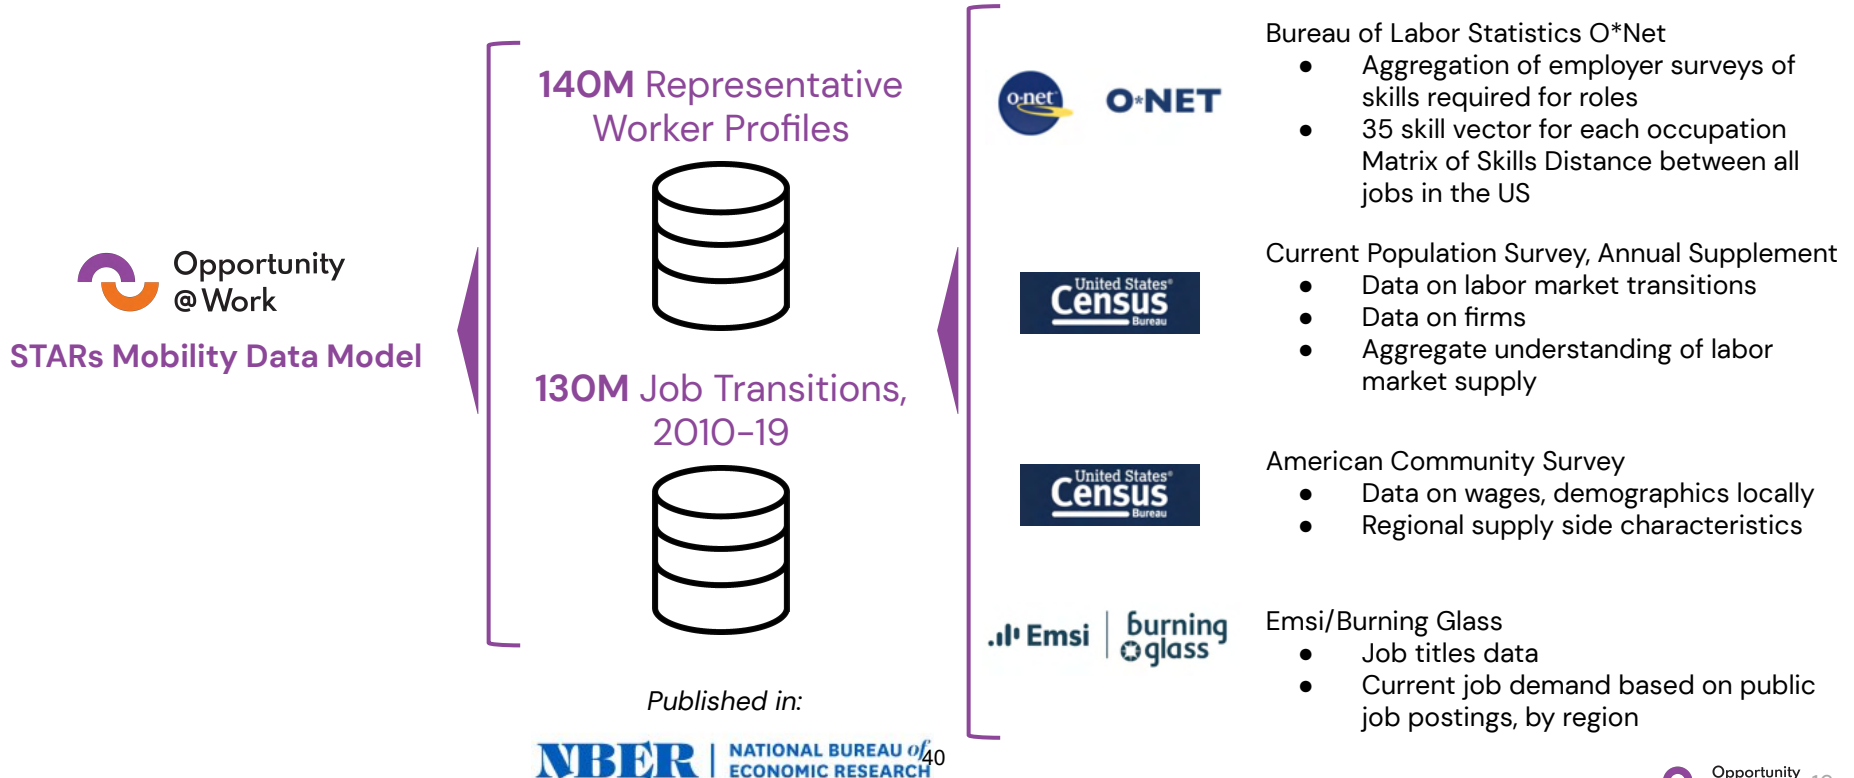 Opportunity
@Work
STARs Mobility Data Model
140M Representative
Worker Profiles
130M Job Transitions,
2010-19
Published in:
NBER | NATIONAL BUREAU of
ECONOMIC RESEARCH
40
o·net
O*NET
Bureau of Labor Statistics O*Net
● Aggregation of employer surveys of
skills required for roles
● 35 skill vector for each occupation
Matrix of Skills Distance between all
jobs in the US
United States®
Census
Bureau
Current Population Survey, Annual Supplement
● Data on labor market transitions
● Data on firms
● Aggregate understanding of labor
market supply
United States®
Census
Bureau
American Community Survey
● Data on wages, demographics locally
● Regional supply side characteristics
Emsi | burning
glass
Emsi/Burning Glass
● Job titles data
● Current job demand based on public
job postings, by region
Opportunity